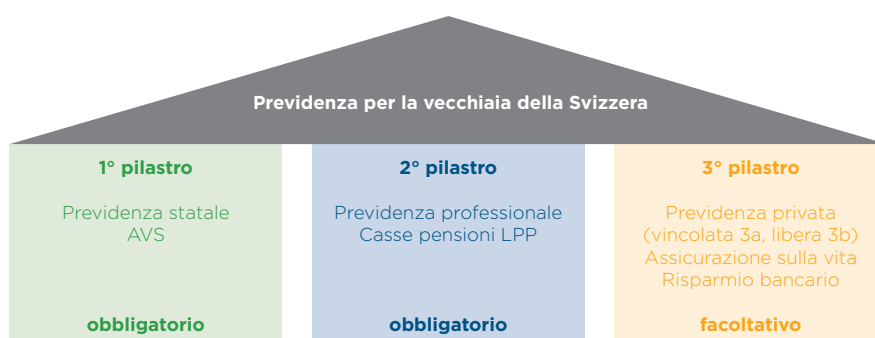 Previdenza per la vecchiaia della Svizzera
1° pilastro
Previdenza statale
AVS
obbligatorio
2° pilastro
Previdenza professionale
Casse pensioni LPP
obbligatorio
3° pilastro
Previdenza privata
(vincolata 3a, libera 3b)
Assicurazione sulla vita
Risparmio bancario
facoltativo